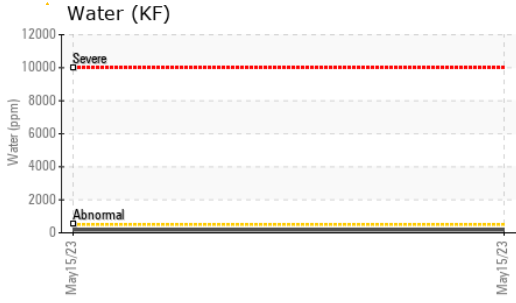 Water (KF)
12000
Severe
10000
8000
Water (ppm)
6000
4000
2000
Abnormal
0
May15/23
May15/23